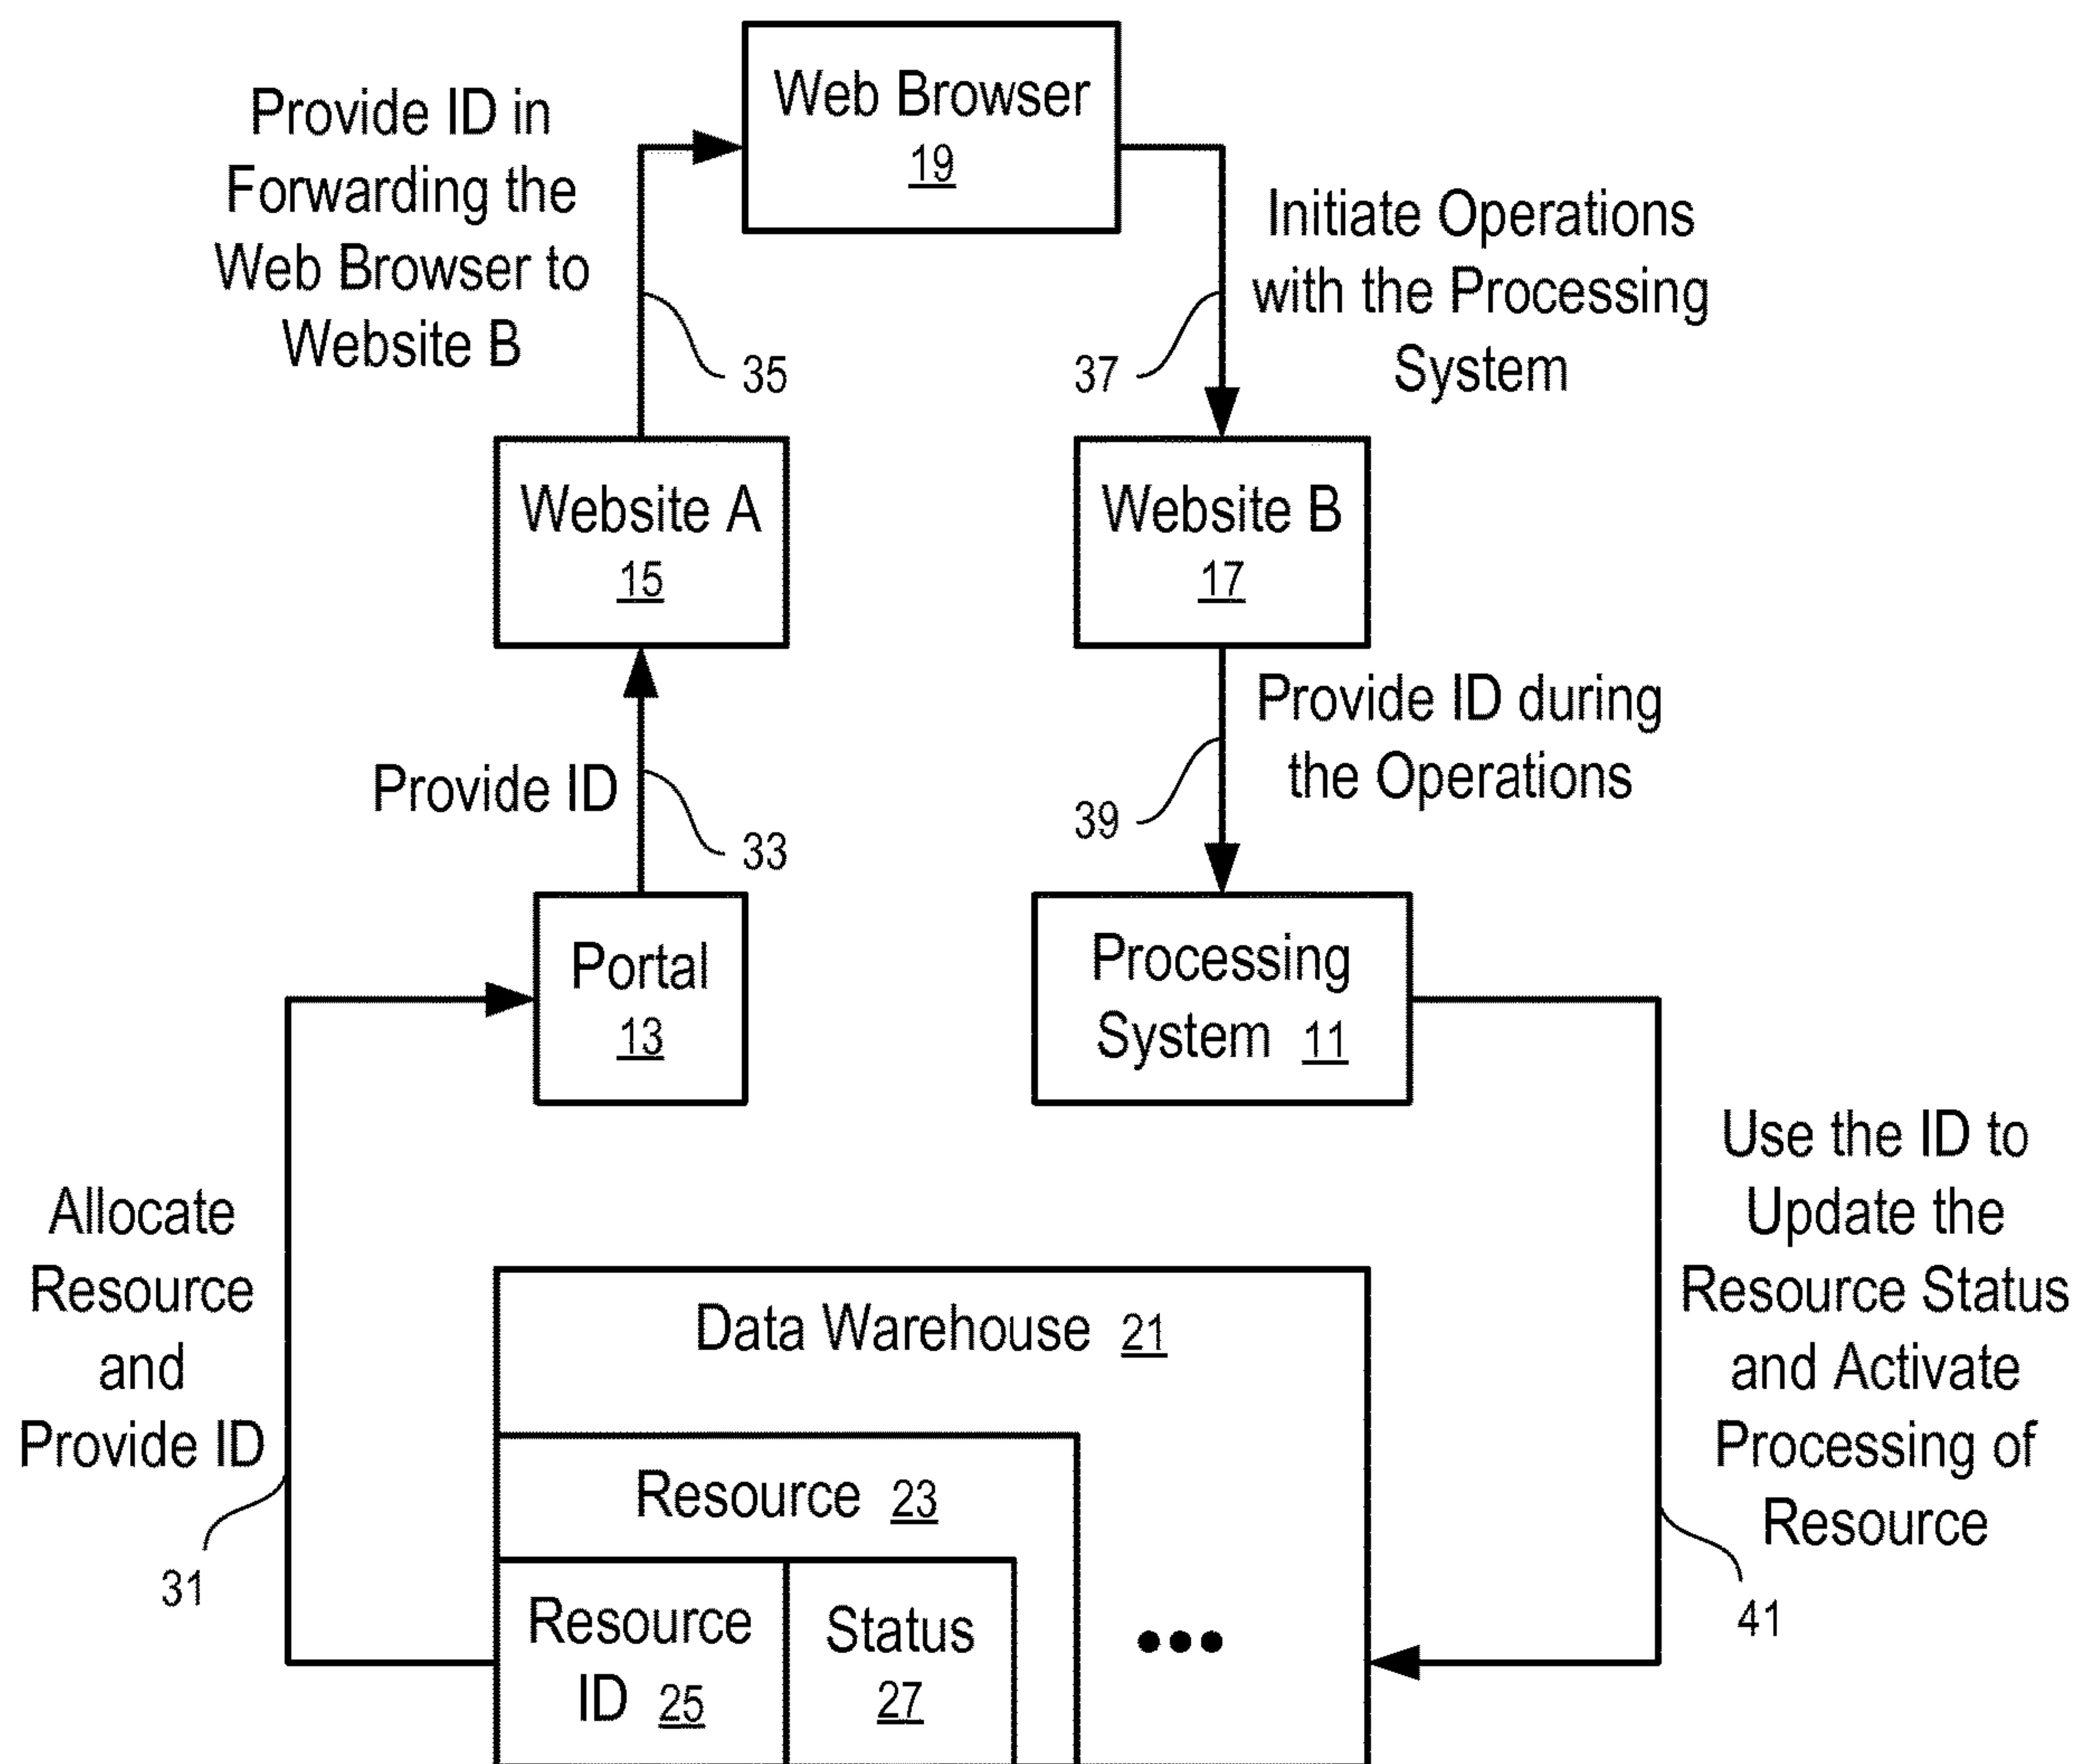 Web Browser
19
Provide ID in
Forwarding the
Web Browser to
Website B
35
Initiate Operations
with the Processing
System
37
Website A
15
Website B
17
Provide ID
33
Provide ID during
the Operations
39
Portal
13
Processing
System 11
Allocate
Resource
and
Provide ID
31
Use the ID to
Update the
Resource Status
and Activate
Processing of
Resource
41
Data Warehouse 21
Resource 23
Resource
ID 25
Status
27
•••